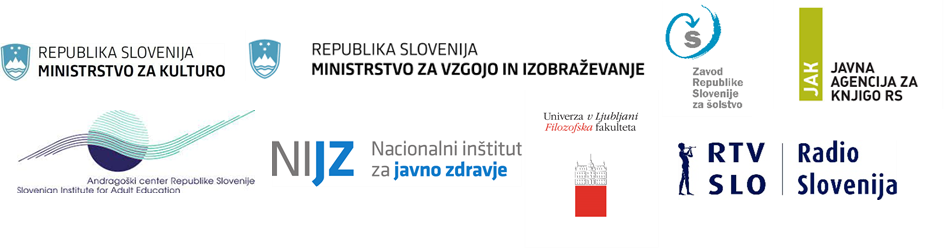 REPUBLIKA SLOVENIJA
MINISTRSTVO ZA KULTURO
REPUBLIKA SLOVENIJA
MINISTRSTVO ZA VZGOJO IN IZOBRAŽEVANJE
Š
Zavod
Republike
Slovenije
za šolstvo
JAK
JAVNA
AGENCIJA ZA
KNJIGO RS
Andragoški center Republike Slovenije
Slovenian Institute for Adult Education
NIJZ
Nacionalni inštitut
za javno zdravje
Univerza v Ljubljani
Filozofska fakulteta
RTV
SLO
Radio
Slovenija